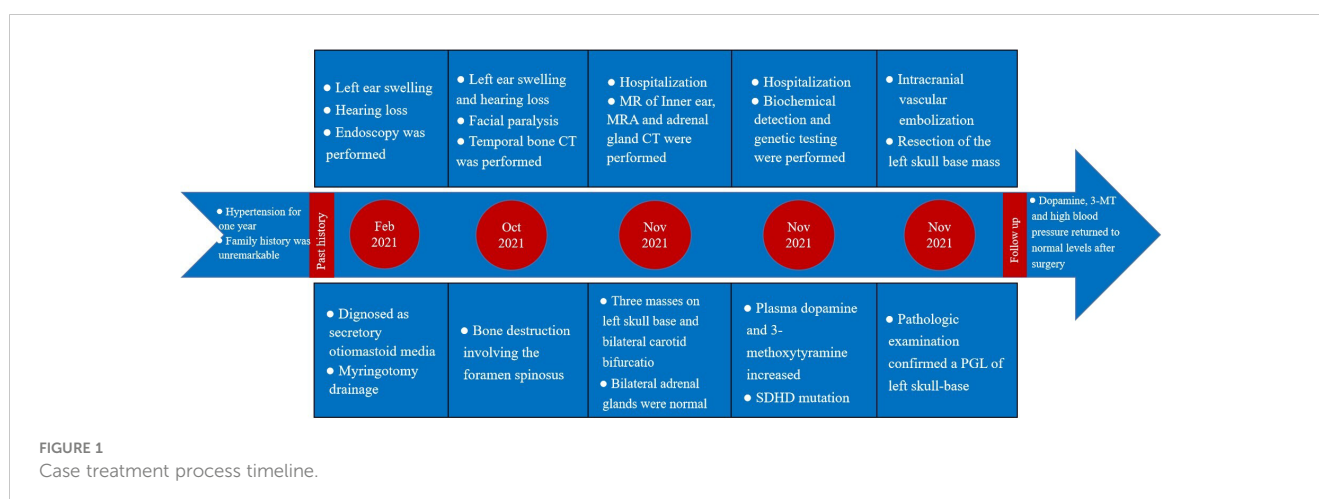 ● Left ear swelling
● Hearing loss
● Endoscopy was
performed
● Left ear swelling
and hearing loss
● Facial paralysis
● Temporal bone CT
was performed
● Hospitalization
● MR of Inner ear,
MRA and adrenal
gland CT were
performed
● Hospitalization
● Biochemical
detection and
genetic testing
were performed
● Intracranial
vascular
embolization
● Resection of the
left skull base mass
● Hypertension for
one year
● Family history was
unremarkable
Past history
Feb
2021
Oct
2021
Nov
2021
Nov
2021
Nov
2021
Follow up
● Dopamine, 3-MT
and high blood
pressure returned to
normal levels after
surgery
● Dignosed as
secretory
otiomastoid media
● Myringotomy
drainage
● Bone destruction
involving the
foramen spinosus
● Three masses on
left skull base and
bilateral carotid
bifurcatio
● Bilateral adrenal
glands were normal
● Plasma dopamine
and 3-
methoxytyramine
increased
● SDHD mutation
● Pathologic
examination
confirmed a PGL of
left skull-base
FIGURE 1
Case treatment process timeline.